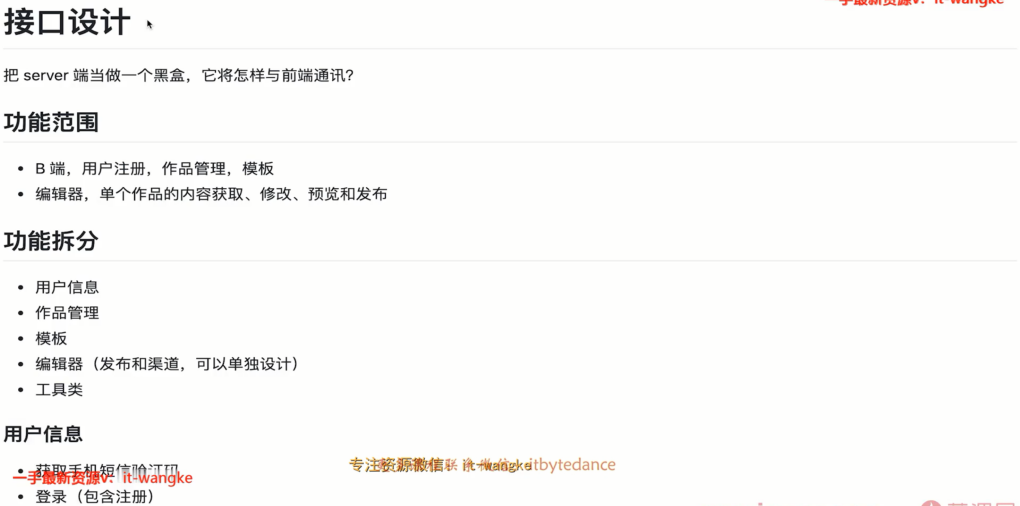 一手最新资源v：it-wangke
接口设计
把 server 端当做一个黑盒，它将怎样与前端通讯？
功能范围
B 端，用户注册，作品管理，模板
编辑器，单个作品的内容获取、修改、预览和发布
功能拆分
用户信息
作品管理
模板
编辑器（发布和渠道，可以单独设计）
工具类
用户信息
获取手机短信验证码
一手最新资源v：it-wangke
专注资源微信：it-wangke
itbytedance
登录（包含注册）